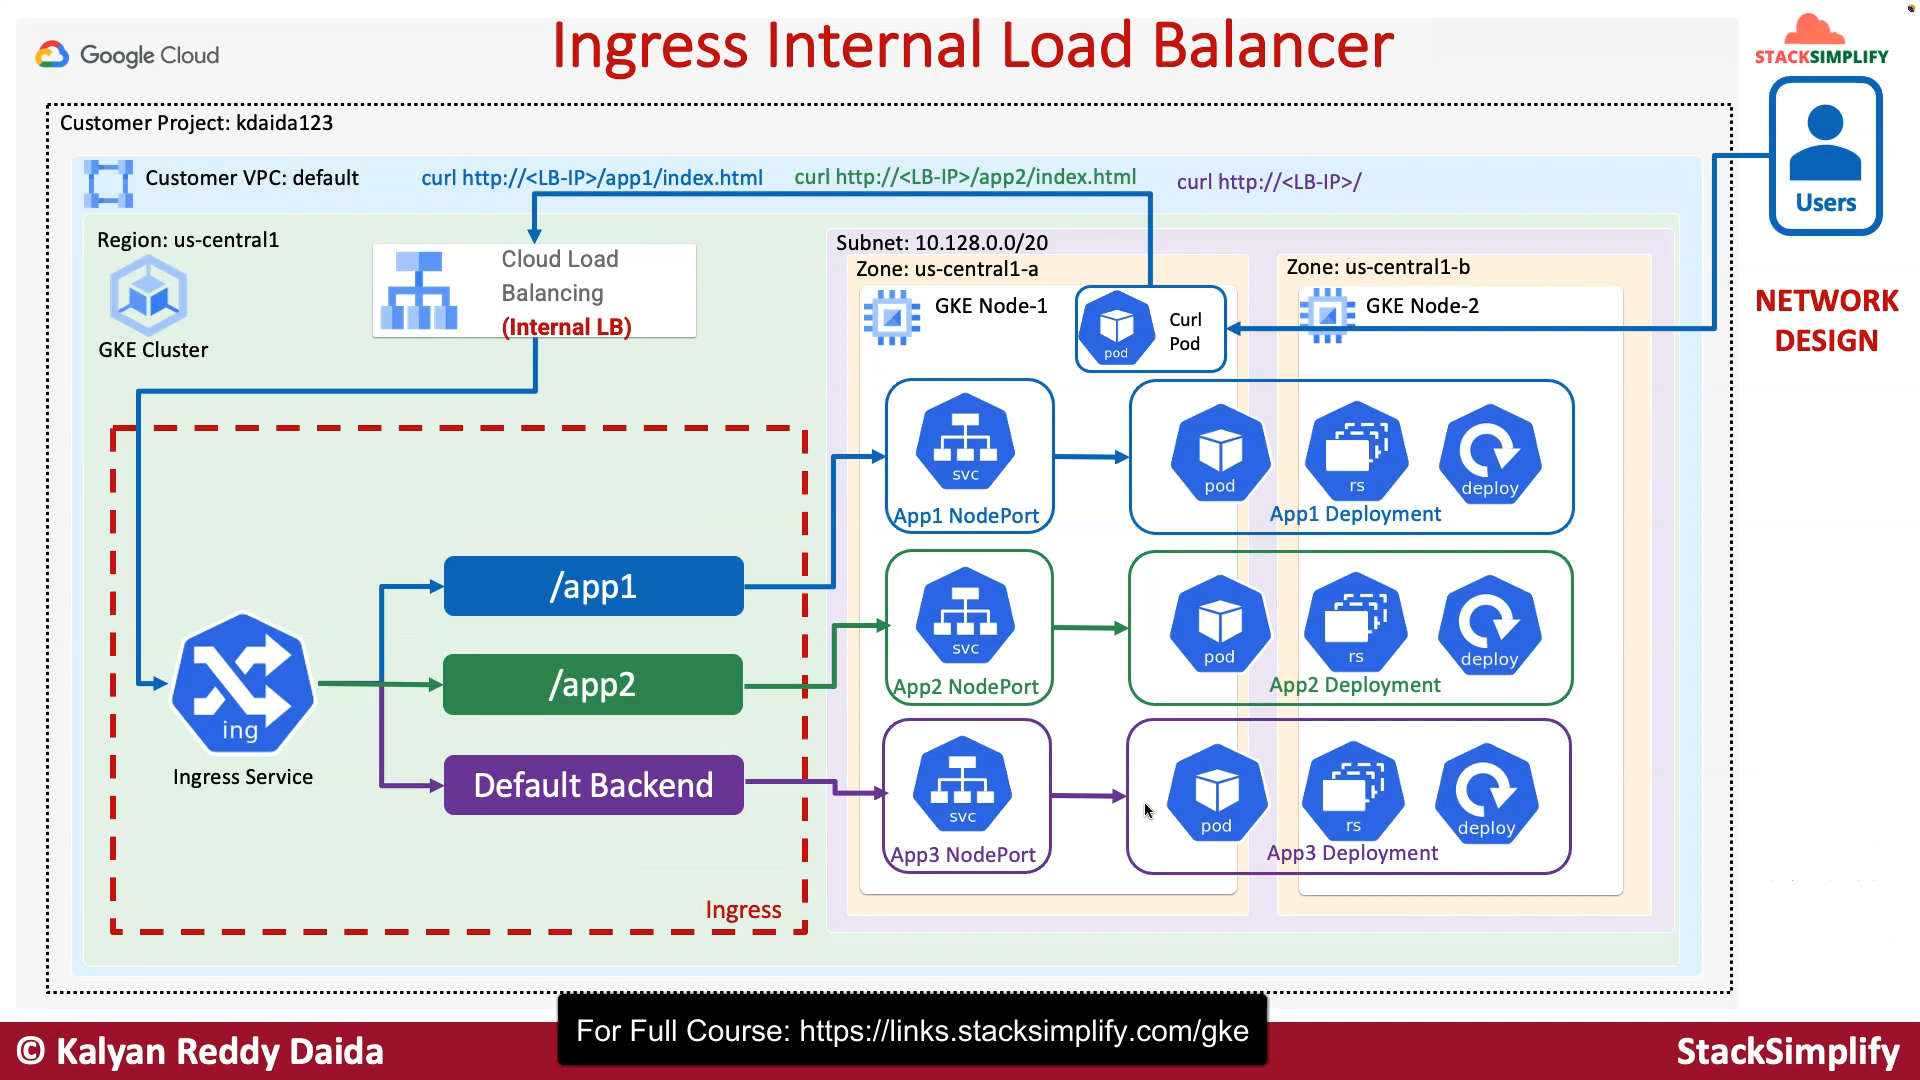 Ingress Internal Load Balancer
Google Cloud
STACKSIMPLIFY
Customer Project: kdaida123
Customer VPC: default
curl http://<LB-IP>/app1/index.html
curl http://<LB-IP>/app2/index.html
curl http://<LB-IP>/
Users
Region: us-central1
GKE Cluster
Cloud Load
Balancing
(Internal LB)
Subnet: 10.128.0.0/20
Zone: us-central1-a
Zone: us-central1-b
GKE Node-1
pod
Curl
Pod
GKE Node-2
NETWORK
DESIGN
svc
App1 NodePort
pod
rs
deploy
App1 Deployment
/app1
svc
App2 NodePort
pod
rs
deploy
App2 Deployment
/app2
ing
Ingress Service
Default Backend
svc
App3 NodePort
pod
rs
deploy
App3 Deployment
Ingress
For Full Course: https://links.stacksimplify.com/gke
© Kalyan Reddy Daida
StackSimplify